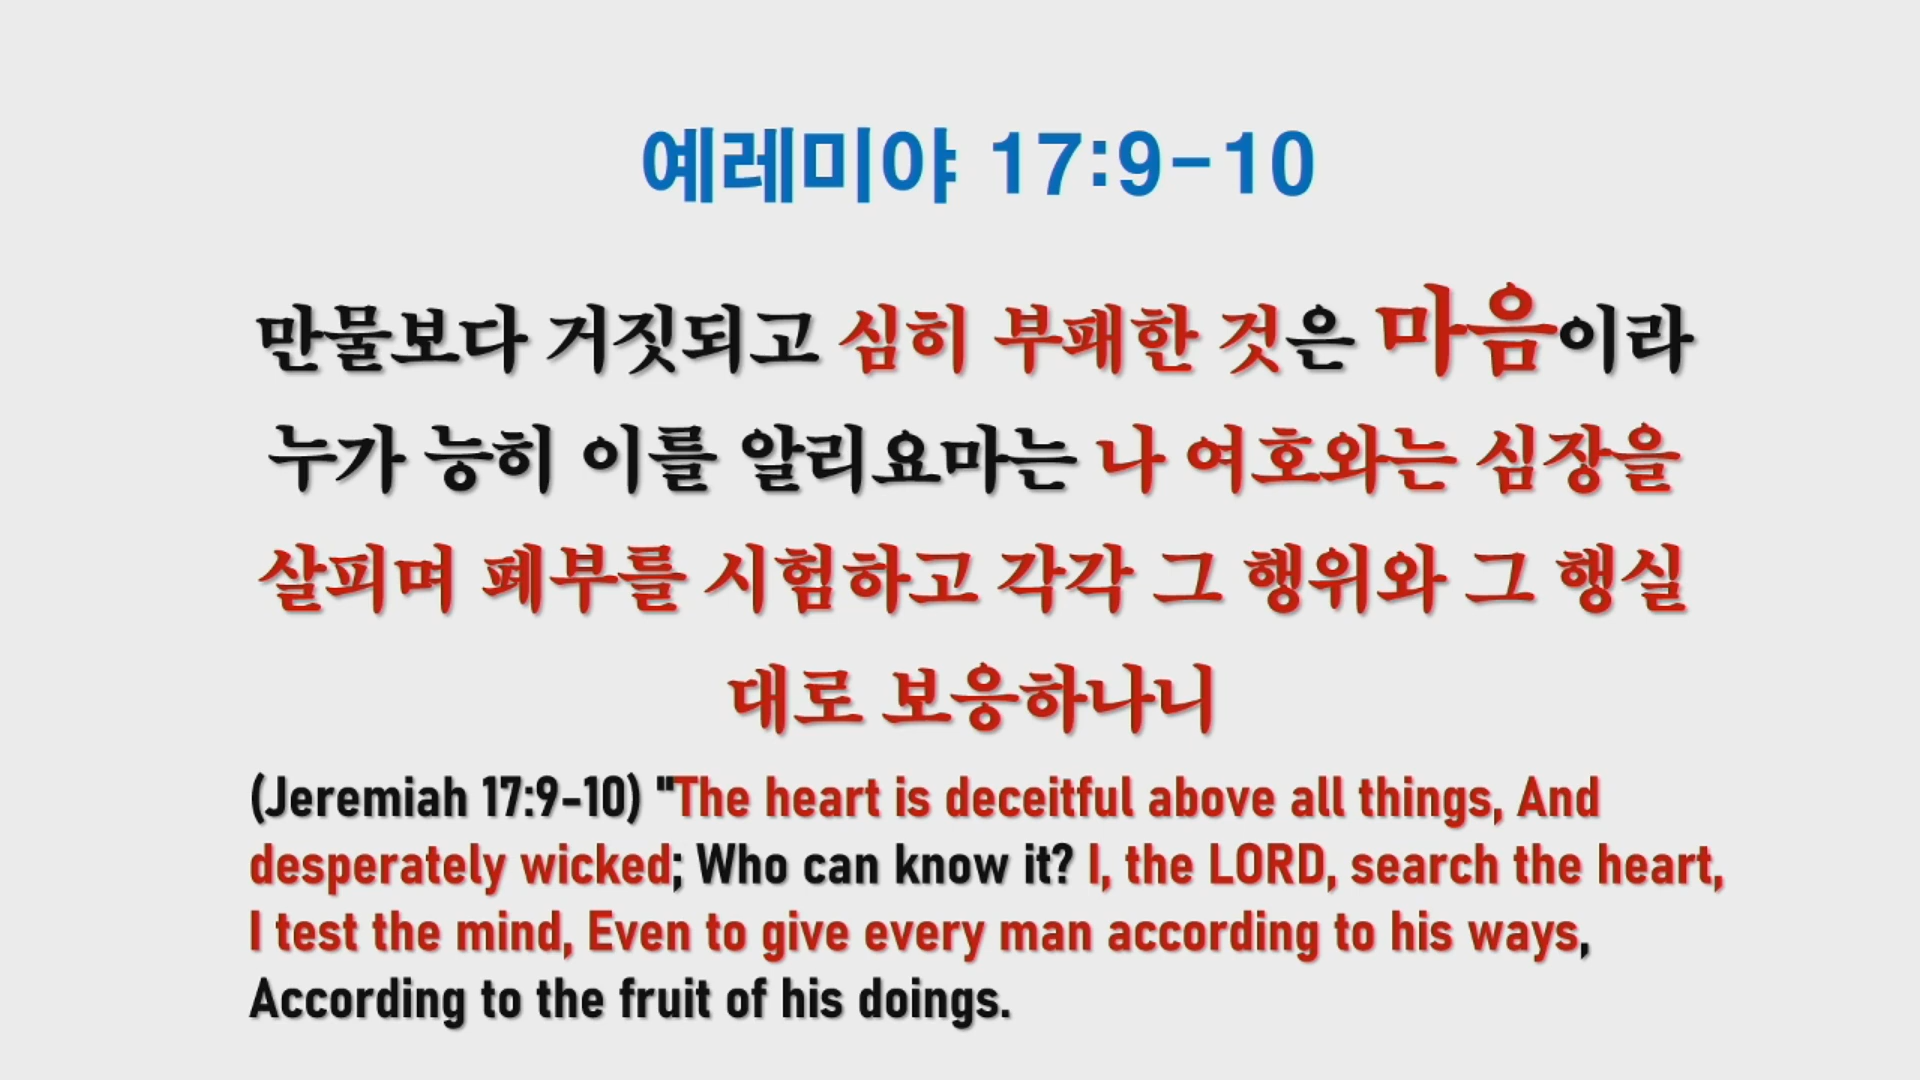 예레미야 17:9-10
만물보다 거짓되고 심히 부패한 것은 마음이라
누가 능히 이를 알리요마는 나 여호와는 심장을
살피며 폐부를 시험하고 각각 그 행위와 그 행실
대로 보응하나니
(Jeremiah 17:9-10) "The heart is deceitful above all things, And
desperately wicked; Who can know it? I, the LORD, search the heart,
I test the mind, Even to give every man according to his ways,
According to the fruit of his doings.